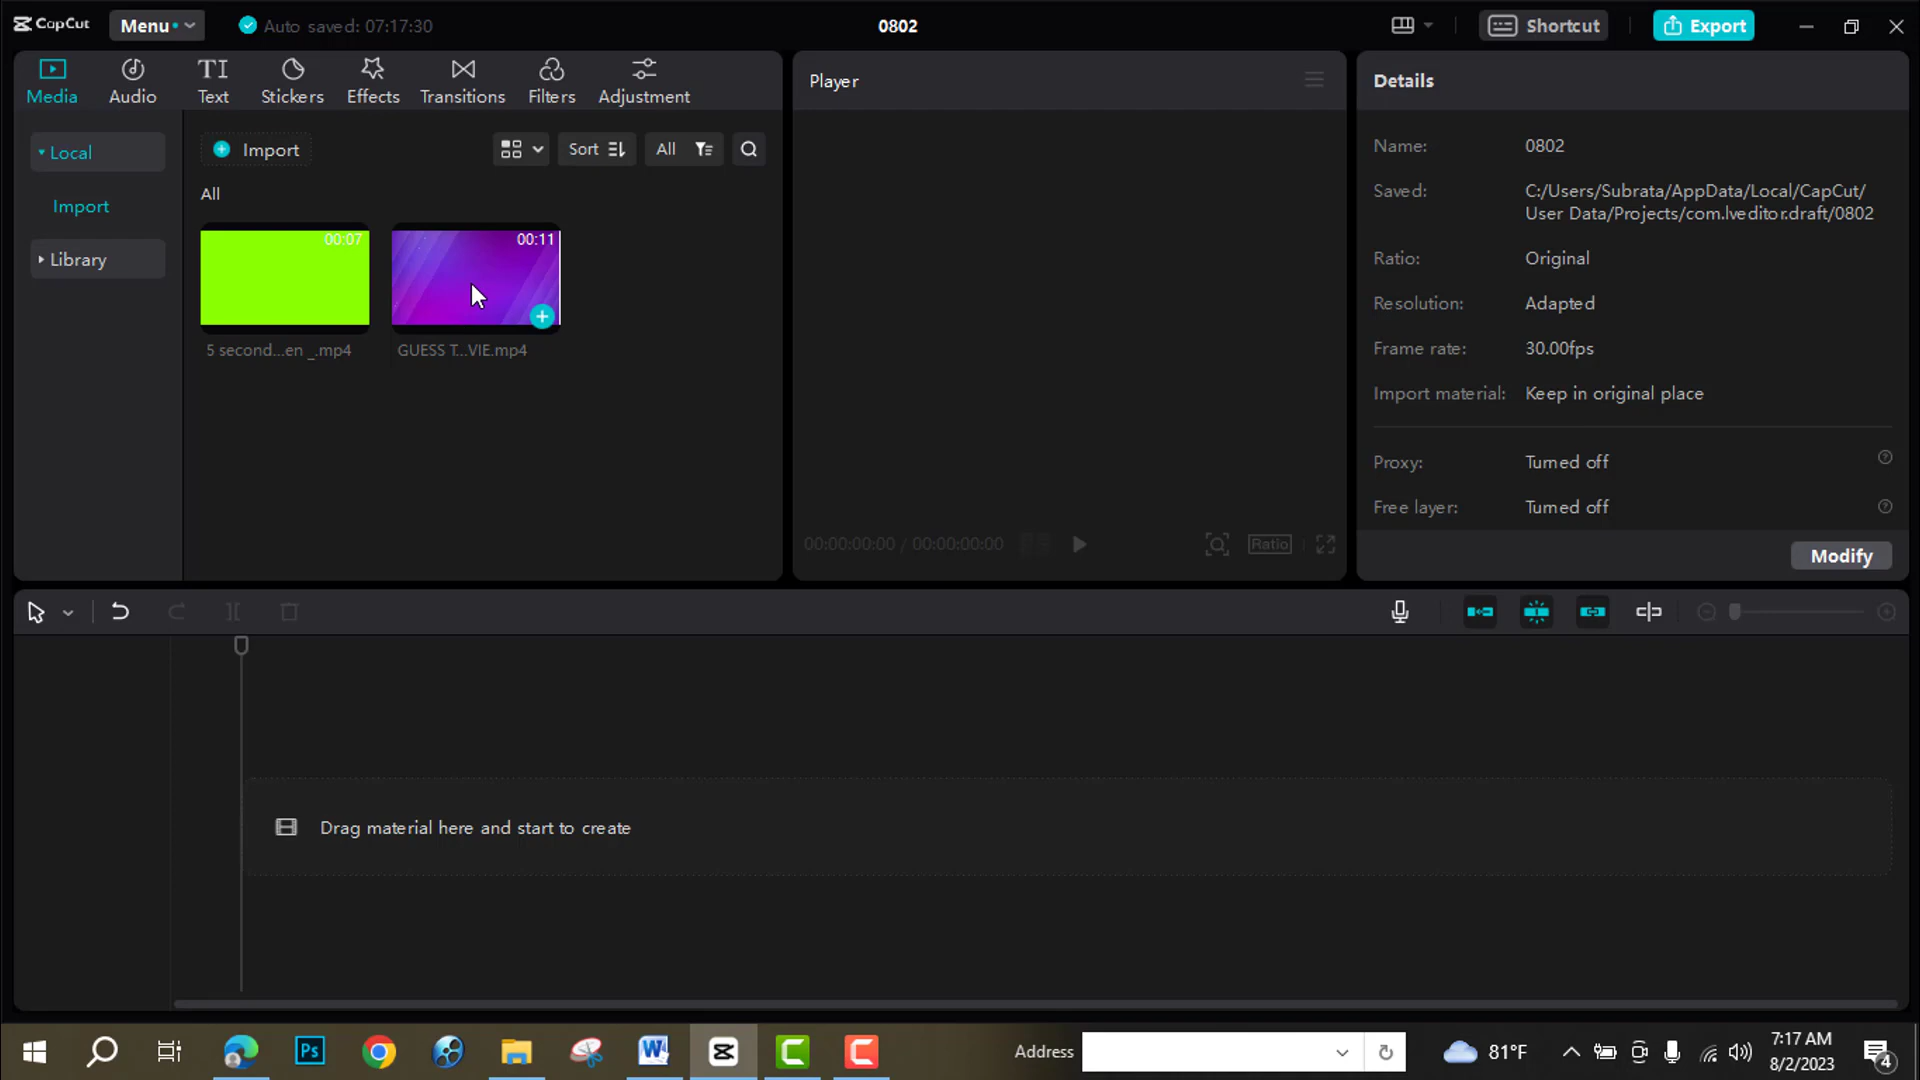 CapCut Menu Auto saved: 07:17:30 0802 Shortcut Export
Media Audio Text Stickers Effects Transitions Filters Adjustment
Local
Import
Library
Import Sort All
All
00:07 00:11
5 second...en _.mp4 GUESS T...VIE.mp4
Player
00:00:00:00 / 00:00:00:00 Ratio
Details
Name: 0802
Saved: C:/Users/Subrata/AppData/Local/CapCut/
User Data/Projects/com.lveditor.draft/0802
Ratio: Original
Resolution: Adapted
Frame rate: 30.00fps
Import material: Keep in original place
Proxy: Turned off
Free layer: Turned off
Modify
Drag material here and start to create
Ps
W
Address
81°F
7:17 AM
8/2/2023
4